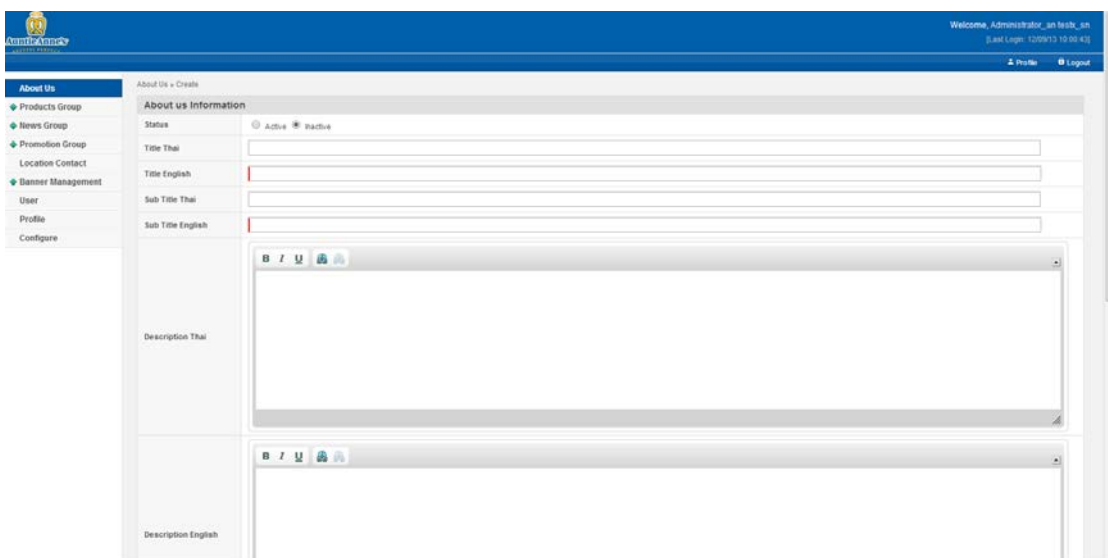 Auntie Anne's
Welcome, Administrator_an testx_sn
[Last Login: 12/09/13 10:00:43]
Profile Logout
About Us
Products Group
News Group
Promotion Group
Location Contact
Banner Management
User
Profile
Configure
About Us » Create
About us Information
Status Active Inactive
Title Thai
Title English
Sub Title Thai
Sub Title English
B I U
Description Thai
B I U
Description English